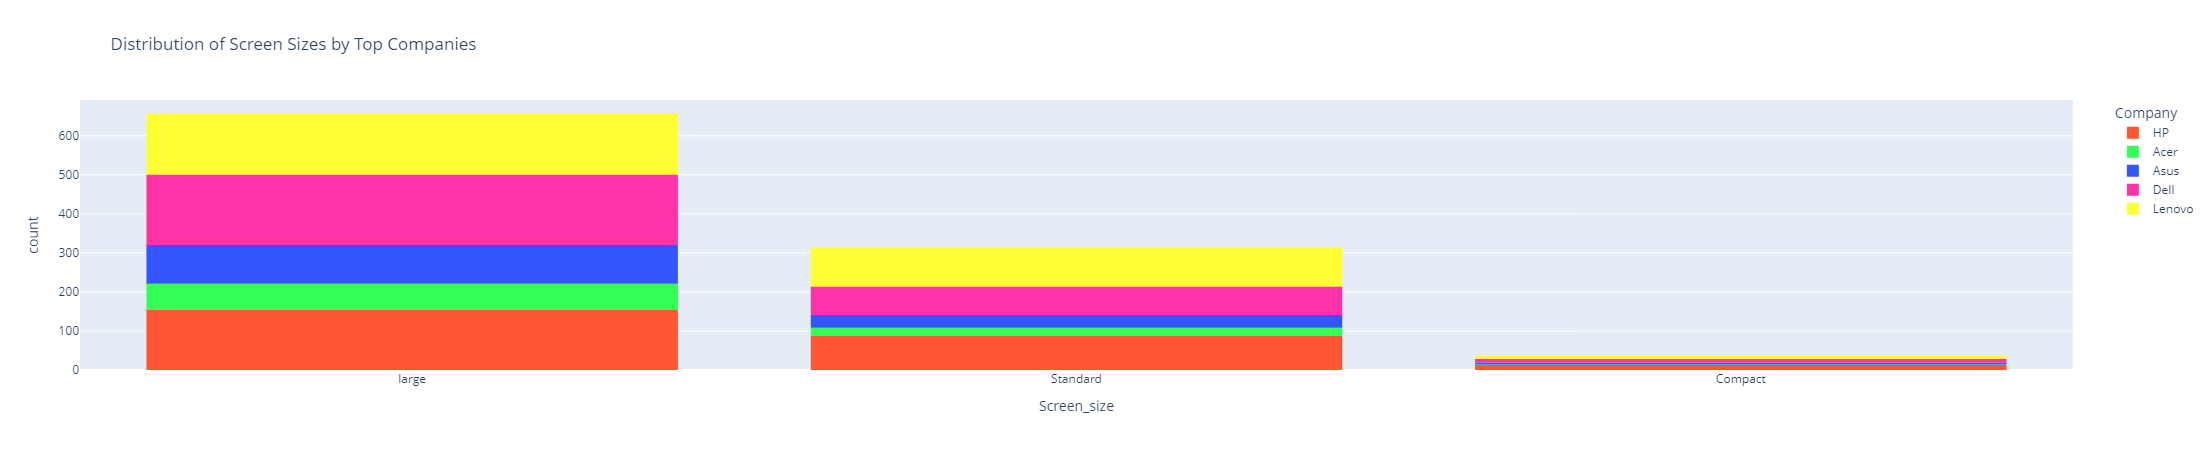 Distribution of Screen Sizes by Top Companies
count
600
500
400
300
200
100
0
large
Standard
Compact
Screen_size
Company
HP
Acer
Asus
Dell
Lenovo